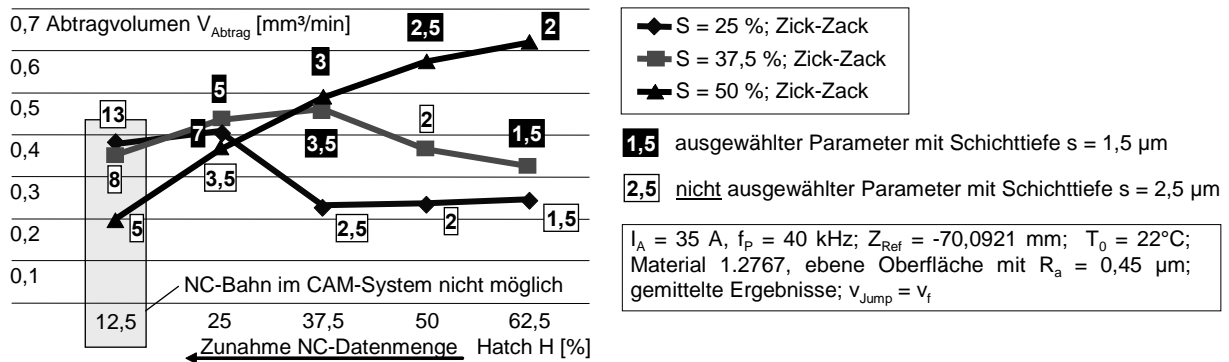 0,7 Abtragvolumen V_Abtrag [mm³/min]
0,6
0,5
0,4
0,3
0,2
0,1
13
8
5
5
7
3,5
3
3,5
2,5
2,5
2
2
2
1,5
1,5
NC-Bahn im CAM-System nicht möglich
12,5 25 37,5 50 62,5
Zunahme NC-Datenmenge Hatch H [%]
S = 25 %; Zick-Zack
S = 37,5 %; Zick-Zack
S = 50 %; Zick-Zack
1,5 ausgewählter Parameter mit Schichttiefe s = 1,5 µm
2,5 nicht ausgewählter Parameter mit Schichttiefe s = 2,5 µm
I_A = 35 A, f_P = 40 kHz; Z_Ref = -70,0921 mm; T_0 = 22°C;
Material 1.2767, ebene Oberfläche mit R_a = 0,45 µm;
gemittelte Ergebnisse; v_Jump = v_f